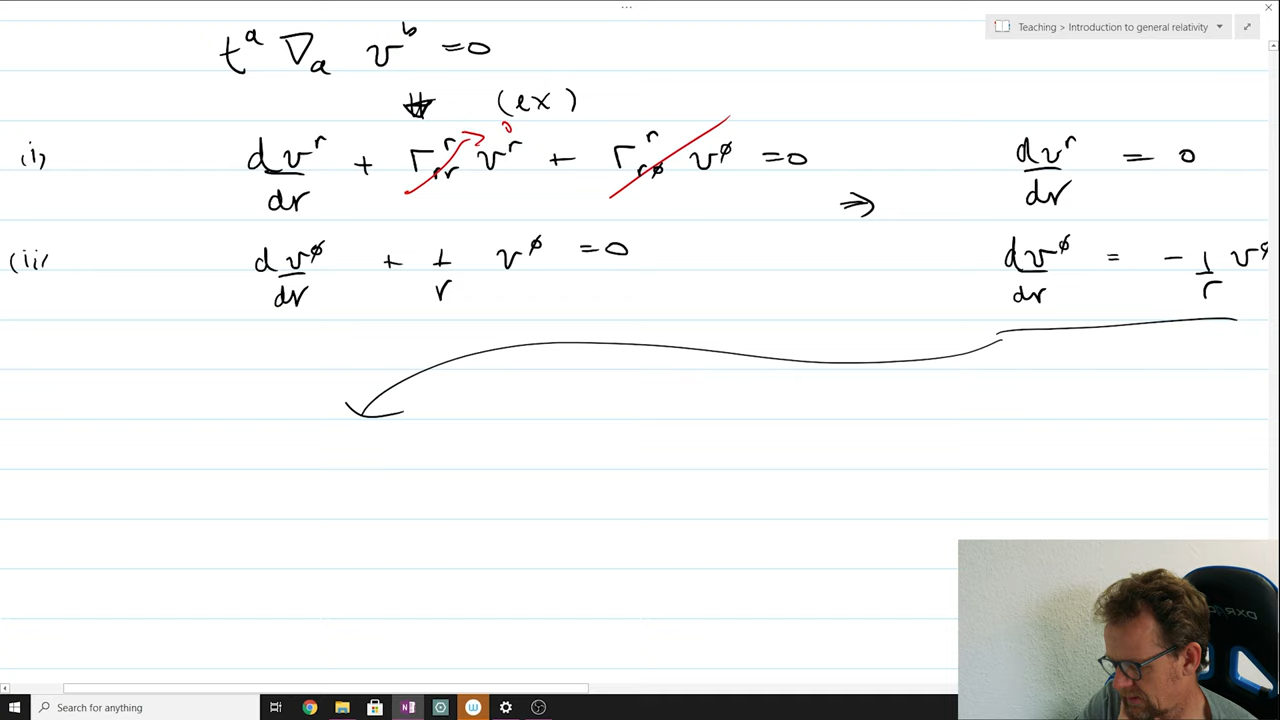 Teaching > Introduction to general relativity
t^a ∇_a v^b = 0
⇓ (ex)
(i) dv^r/dr + Γ^r_rr v^r + Γ^r_rφ v^φ = 0 ⇒ dv^r/dr = 0
0
(ii) dv^φ/dr + 1/r v^φ = 0 dv^φ/dr = - 1/r v^φ
Search for anything